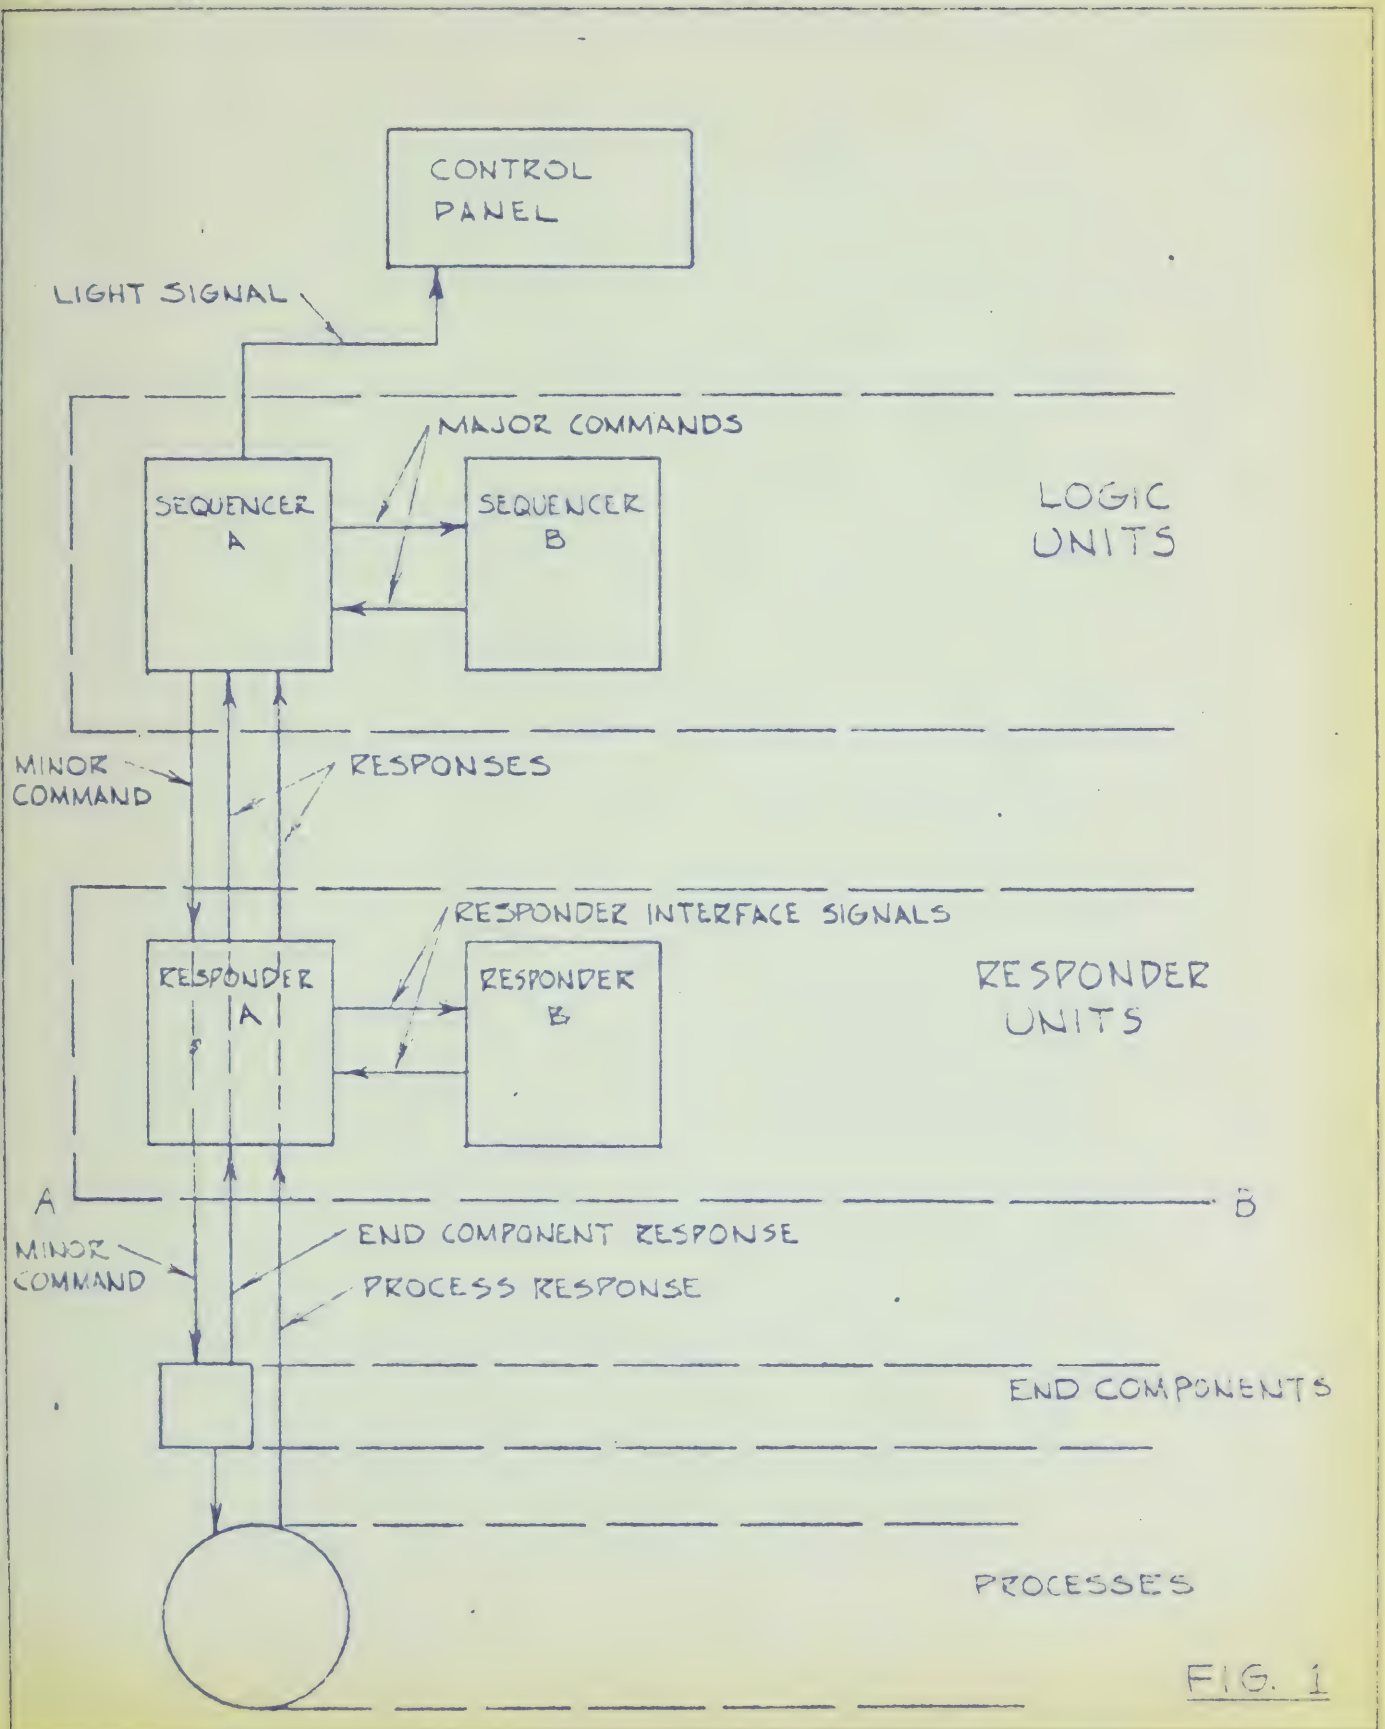 CONTROL
PANEL
LIGHT SIGNAL
MAJOR COMMANDS
SEQUENCER
A
SEQUENCER
B
LOGIC
UNITS
MINOR
COMMAND
RESPONSES
RESPONDER INTERFACE SIGNALS
RESPONDER
A
RESPONDER
B
RESPONDER
UNITS
A
B
MINOR
COMMAND
END COMPONENT RESPONSE
PROCESS RESPONSE
END COMPONENTS
PROCESSES
FIG. 1